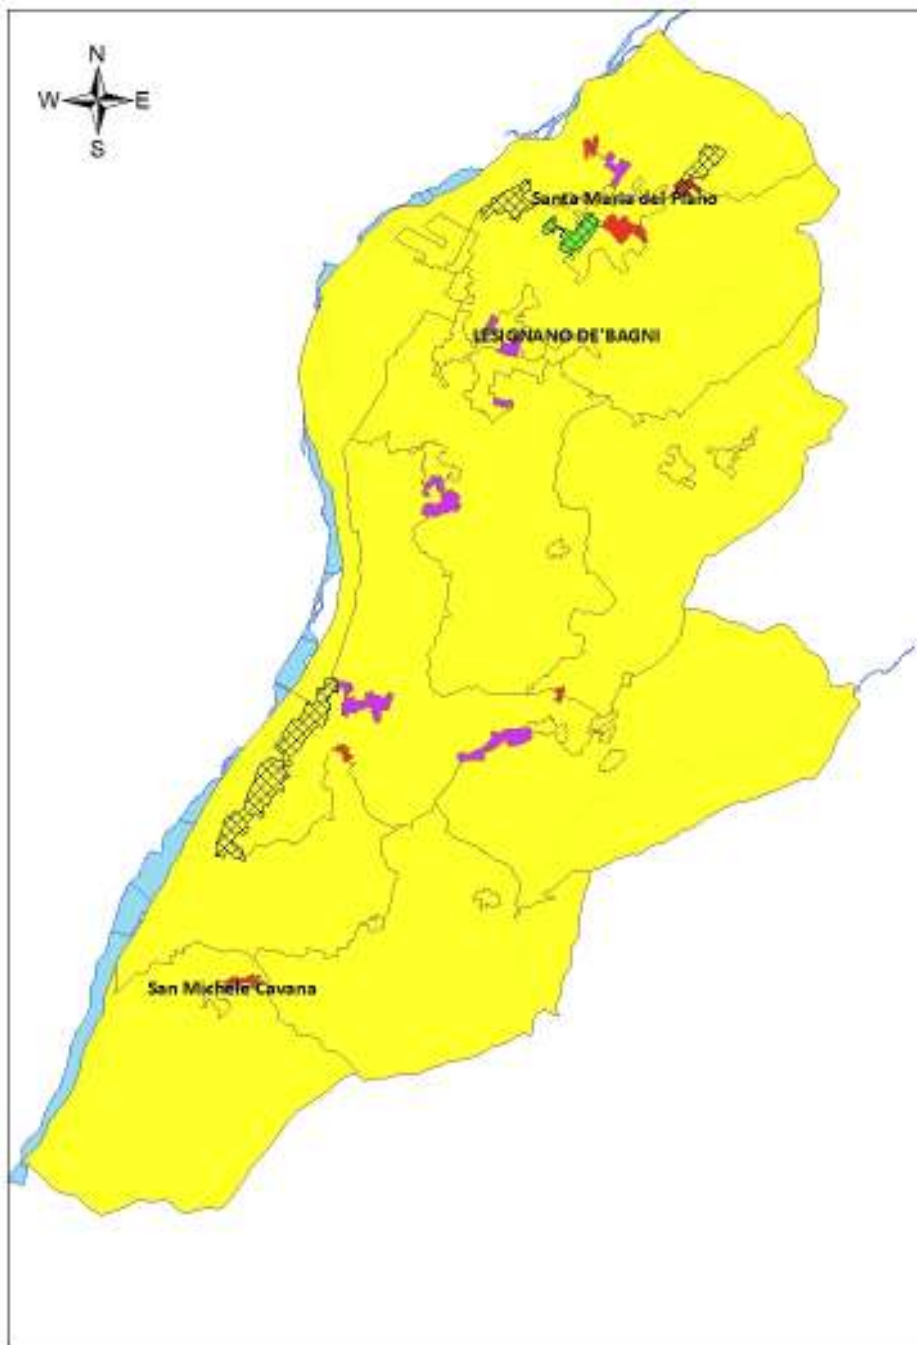 N
W E
S
Santa Maria del Piano
LESIGNANO DE'BAGNI
San Michele Cavana